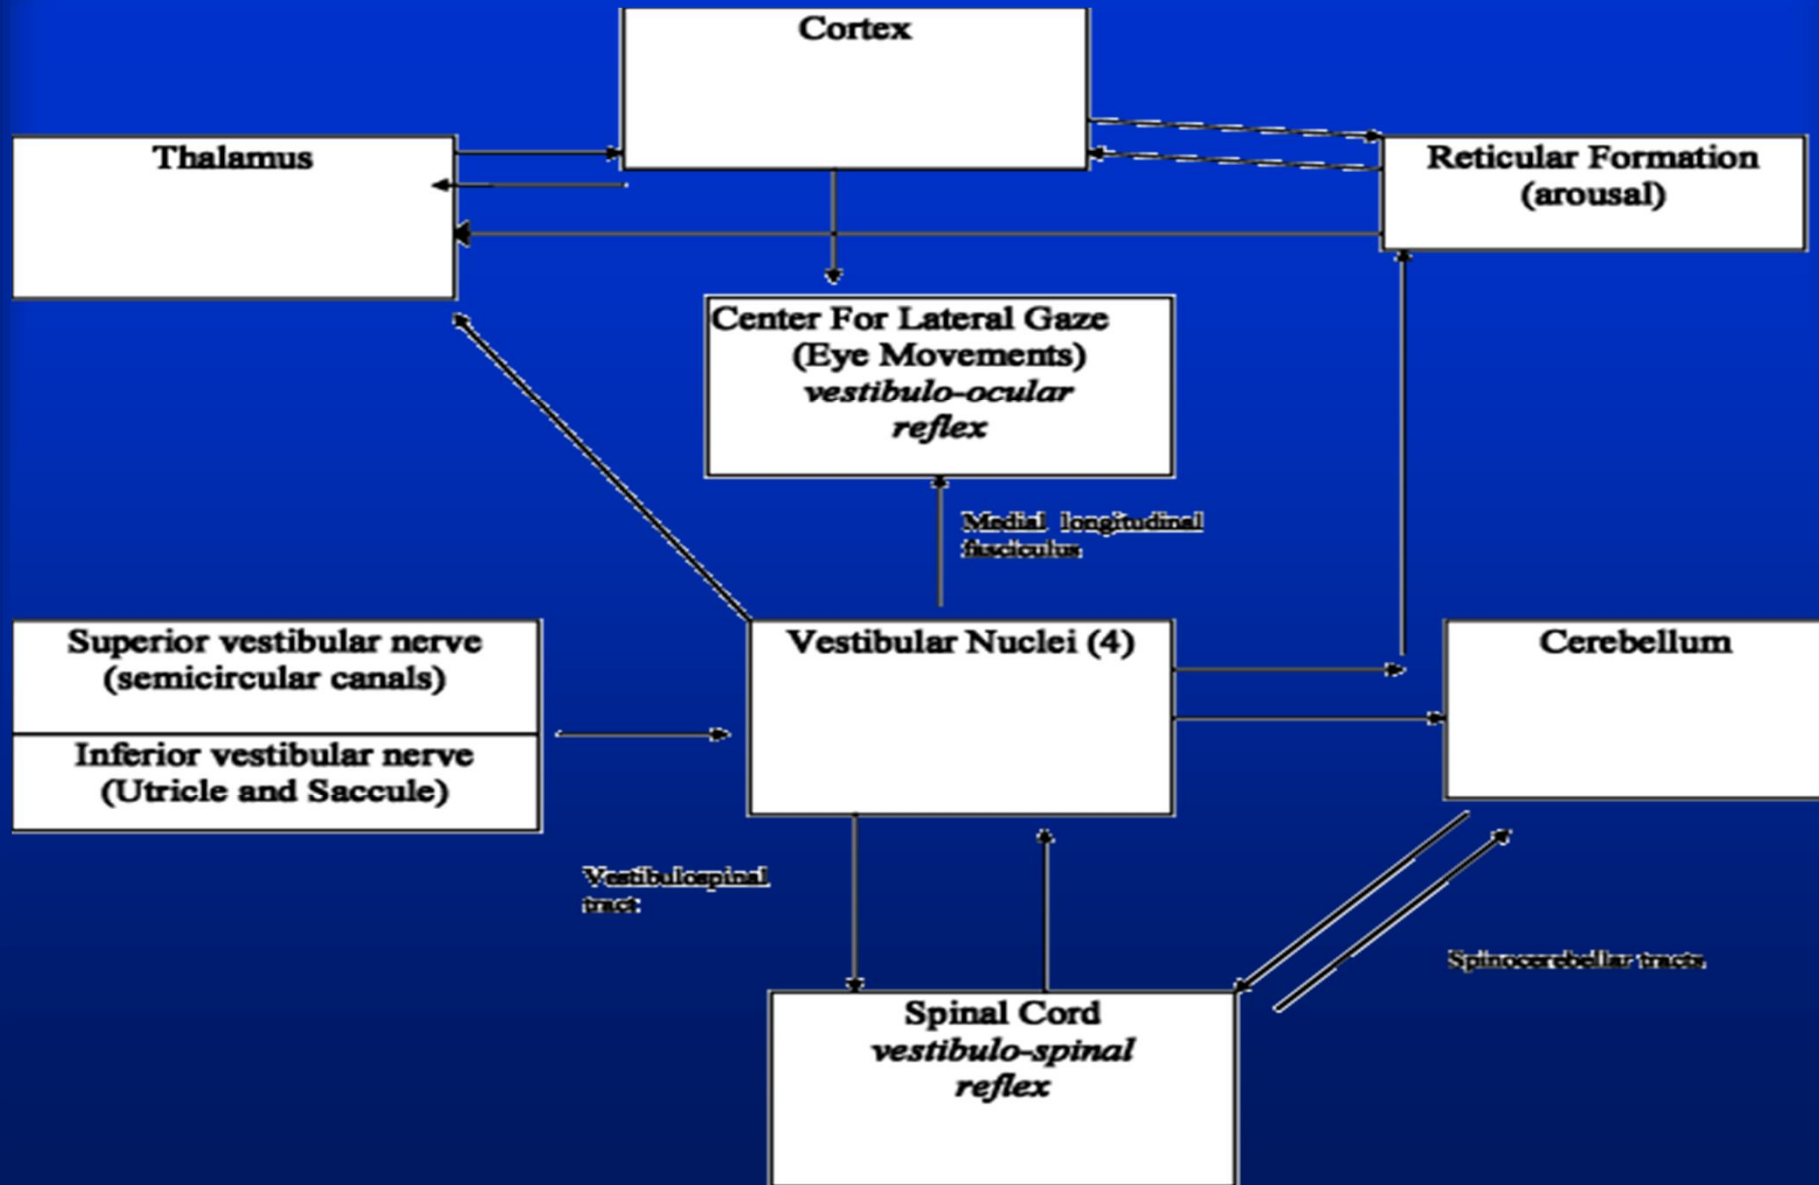 Cortex
Thalamus
Reticular Formation
(arousal)
Center For Lateral Gaze
(Eye Movements)
vestibulo-ocular
reflex
Medial longitudinal
fasciculus
Superior vestibular nerve
(semicircular canals)
Inferior vestibular nerve
(Utricle and Saccule)
Vestibular Nuclei (4)
Cerebellum
Vestibulospinal
tract
Spinocerebellar tracts
Spinal Cord
vestibulo-spinal
reflex